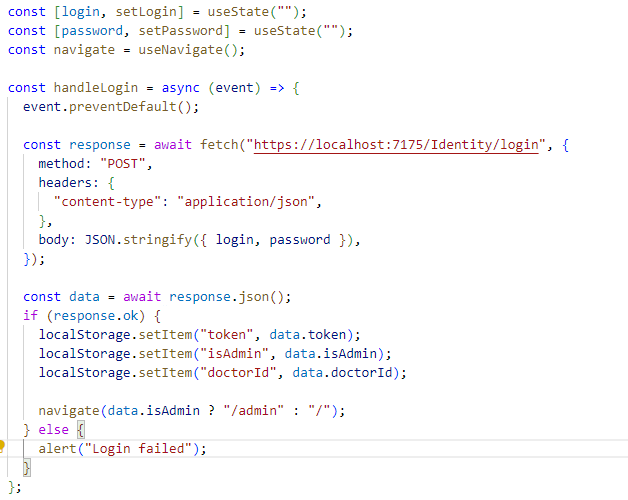 const [login, setLogin] = useState("");
const [password, setPassword] = useState("");
const navigate = useNavigate();

const handleLogin = async (event) => {
  event.preventDefault();

  const response = await fetch("https://localhost:7175/Identity/login", {
    method: "POST",
    headers: {
      "content-type": "application/json",
    },
    body: JSON.stringify({ login, password }),
  });

  const data = await response.json();
  if (response.ok) {
    localStorage.setItem("token", data.token);
    localStorage.setItem("isAdmin", data.isAdmin);
    localStorage.setItem("doctorId", data.doctorId);

    navigate(data.isAdmin ? "/admin" : "/");
  } else {
    alert("Login failed");
  }
};